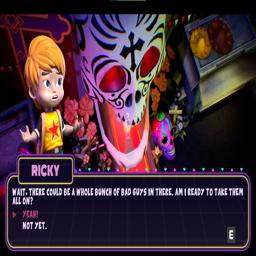 RICKY
WAIT, THERE COULD BE A WHOLE BUNCH OF BAD GUYS IN THERE. AM I READY TO TAKE THEM
ALL ON?
YEAH!
NOT YET.
E